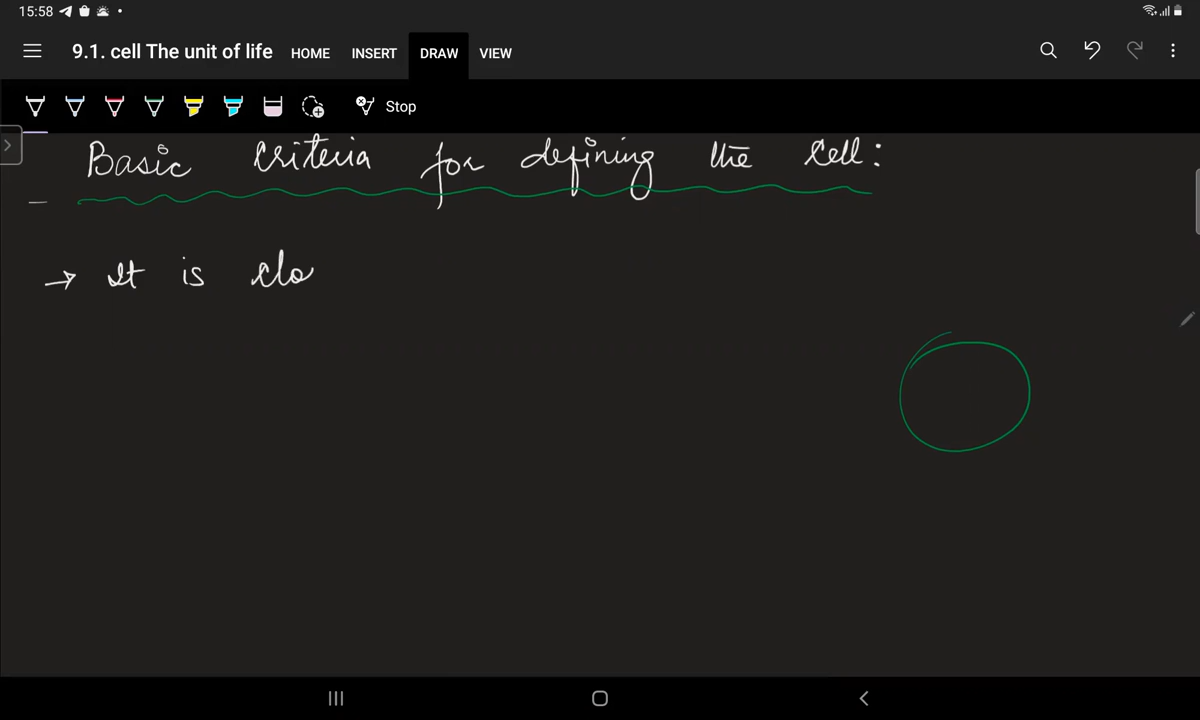 15:58
9.1. cell The unit of life HOME INSERT DRAW VIEW
Stop
Basic criteria for defining the cell:
→ It is clo